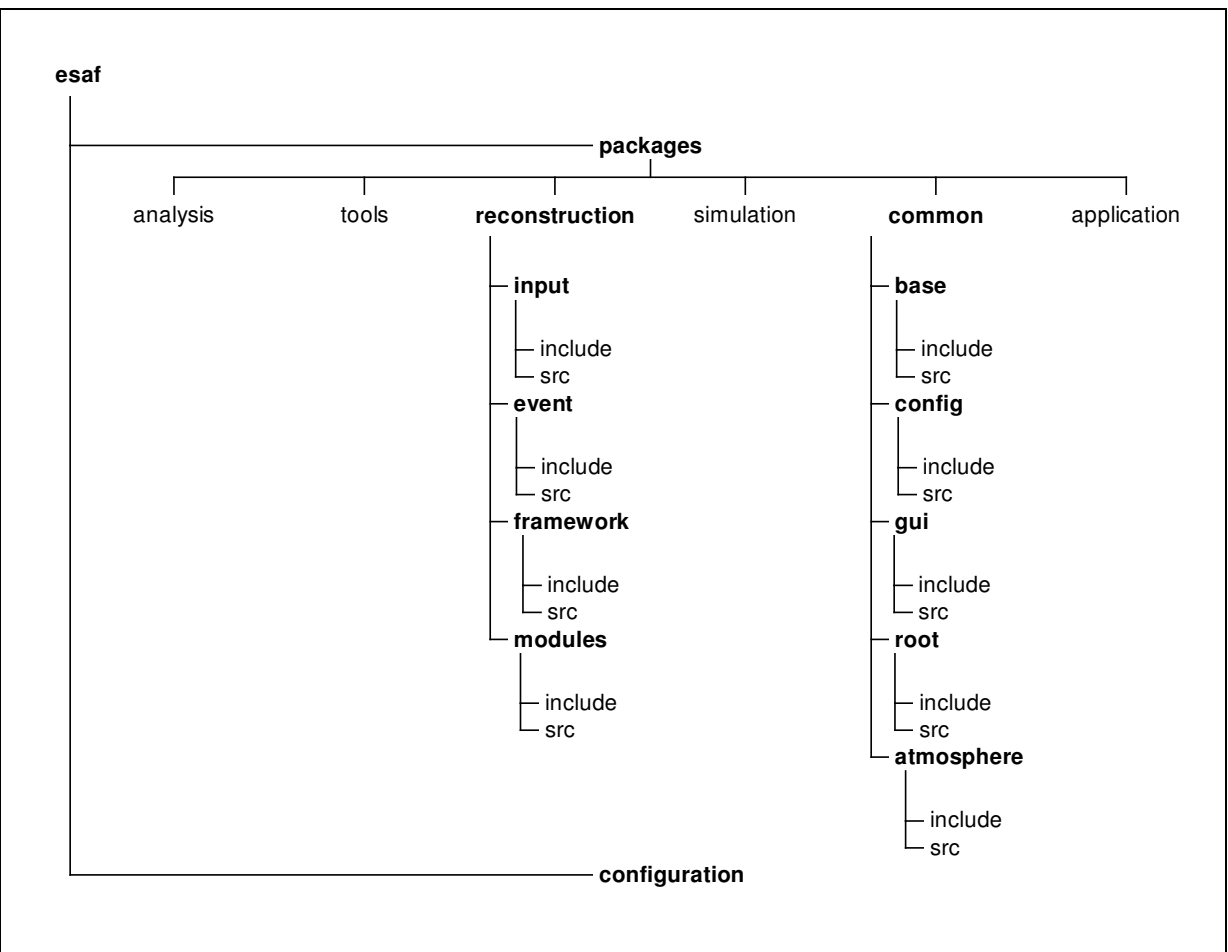 esaf
packages
analysis tools reconstruction simulation common application
input
include
src
event
include
src
framework
include
src
modules
include
src
base
include
src
config
include
src
gui
include
src
root
include
src
atmosphere
include
src
configuration